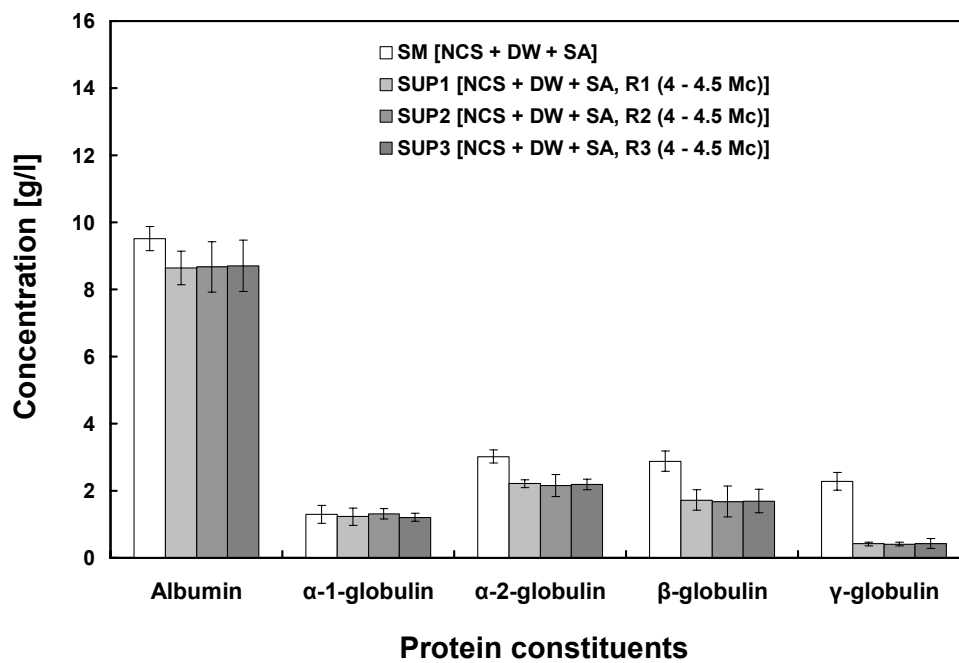 16
14
12
10
8
6
4
2
0
Concentration [g/l]
SM [NCS + DW + SA]
SUP1 [NCS + DW + SA, R1 (4 - 4.5 Mc)]
SUP2 [NCS + DW + SA, R2 (4 - 4.5 Mc)]
SUP3 [NCS + DW + SA, R3 (4 - 4.5 Mc)]
Albumin α-1-globulin α-2-globulin β-globulin γ-globulin
Protein constituents